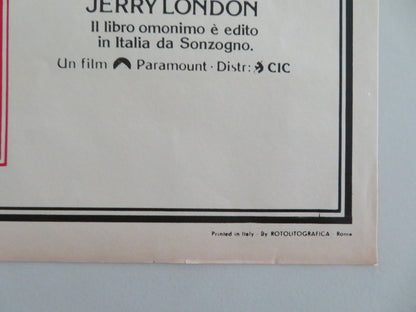 JERRY LONDON
Il libro omonimo è edito
in Italia da Sonzogno.
Un film Paramount · Distr: CIC
Printed in Italy - By ROTOLITOGRAFICA - Rome